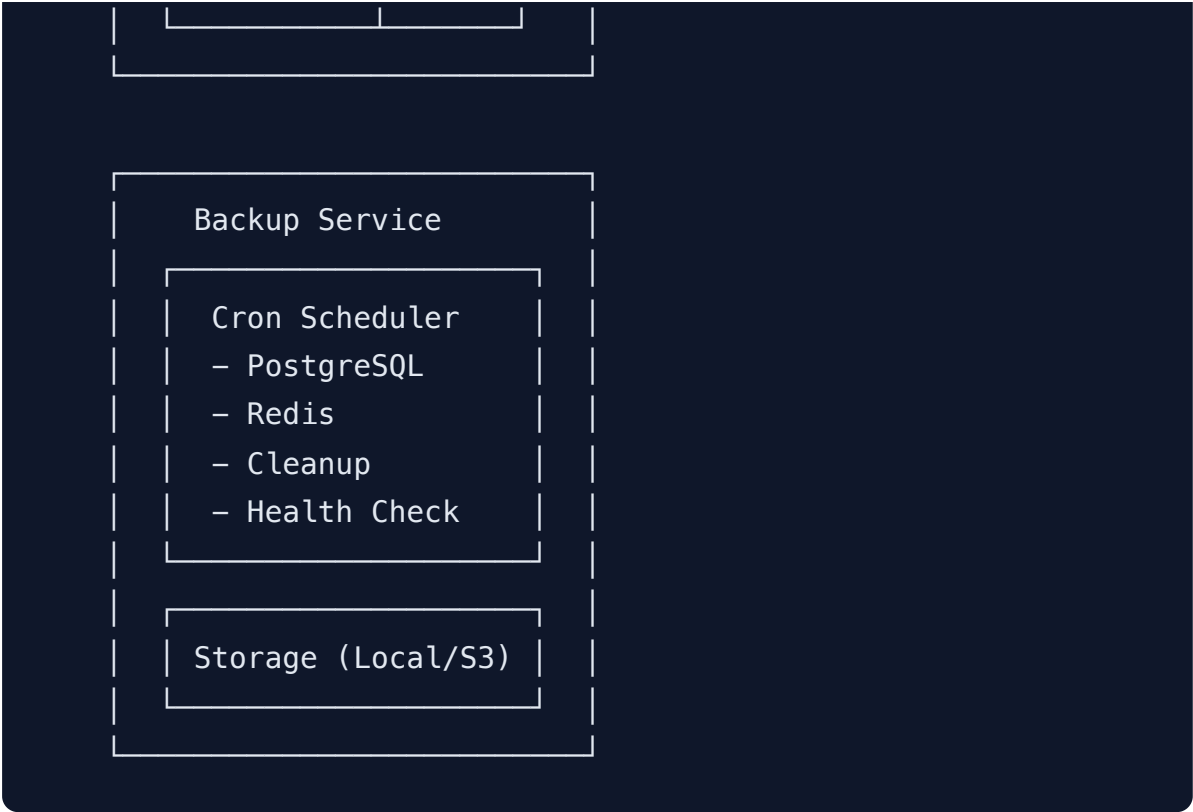 Backup Service
Cron Scheduler
- PostgreSQL
- Redis
- Cleanup
- Health Check
Storage (Local/S3)